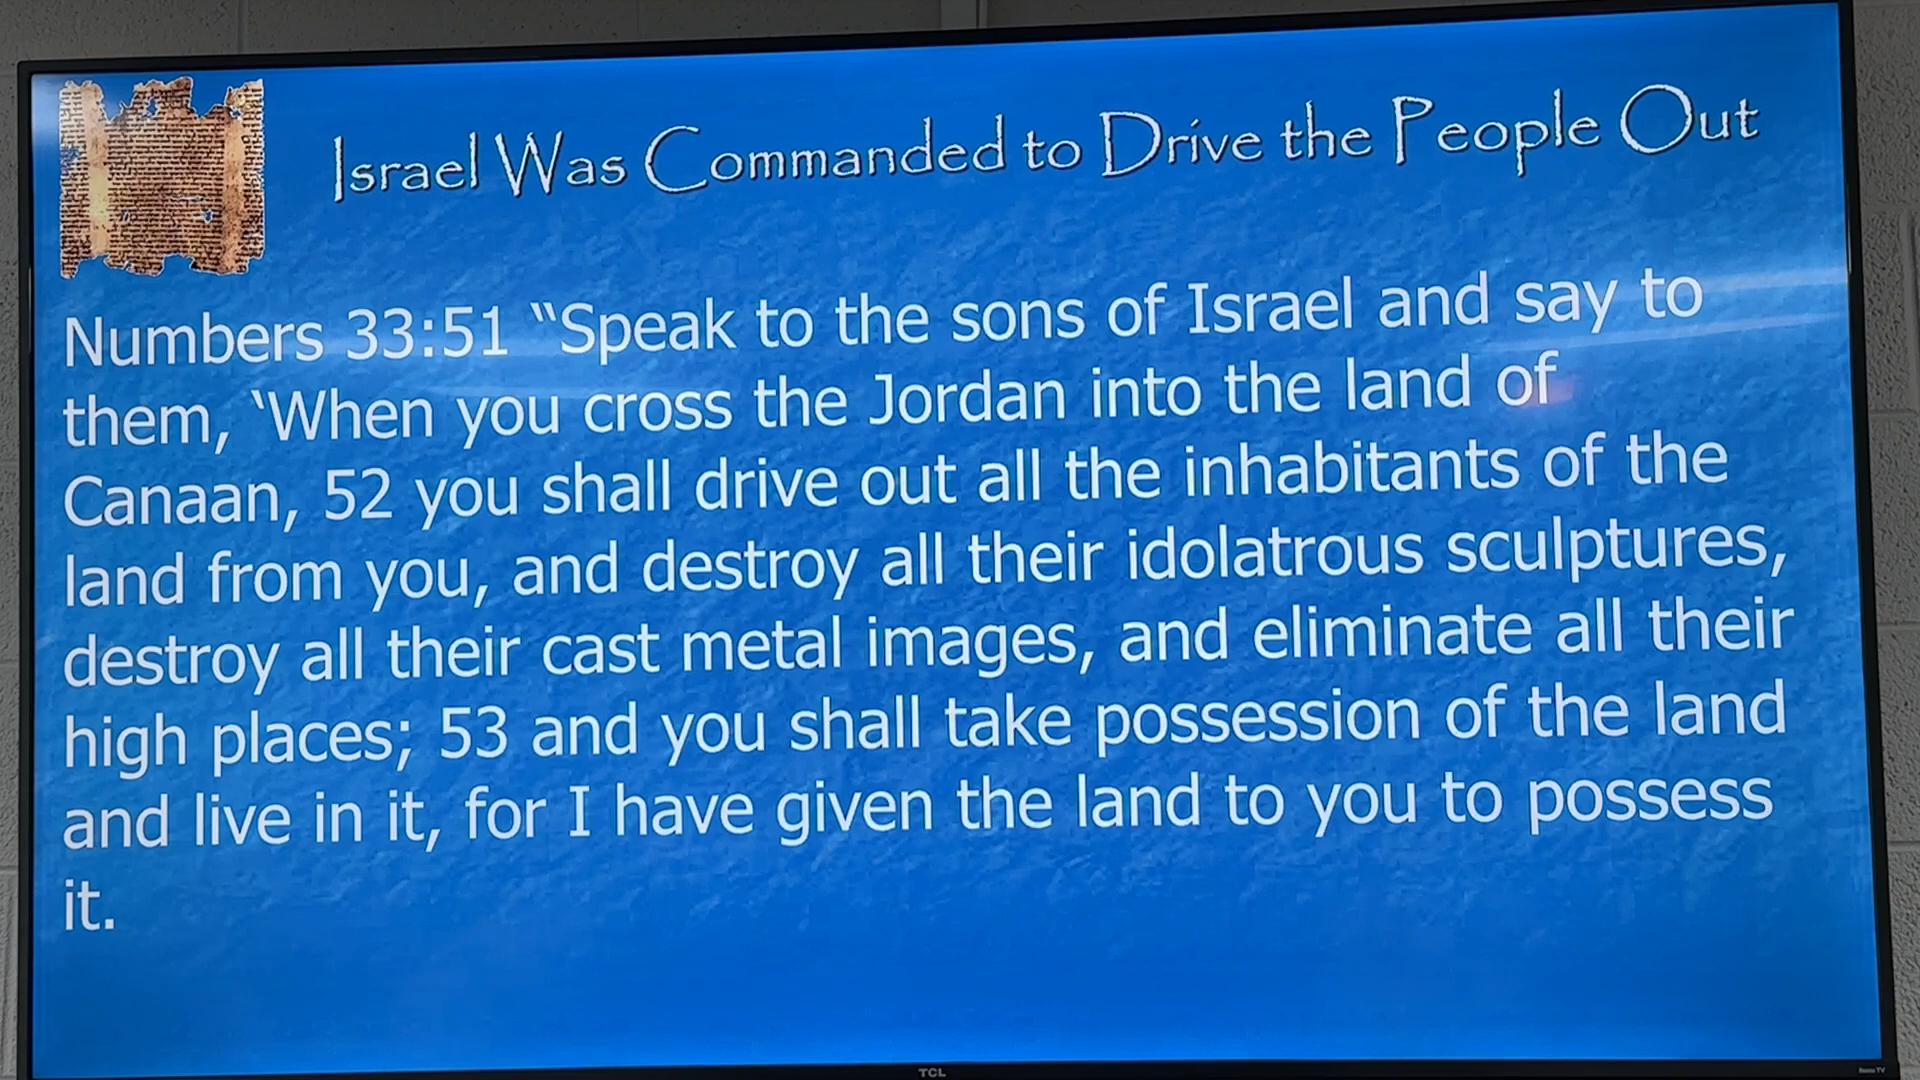 Israel Was Commanded to Drive the People Out
Numbers 33:51 “Speak to the sons of Israel and say to
them, ‘When you cross the Jordan into the land of
Canaan, 52 you shall drive out all the inhabitants of the
land from you, and destroy all their idolatrous sculptures,
destroy all their cast metal images, and eliminate all their
high places; 53 and you shall take possession of the land
and live in it, for I have given the land to you to possess
it.
TCL
Roku TV